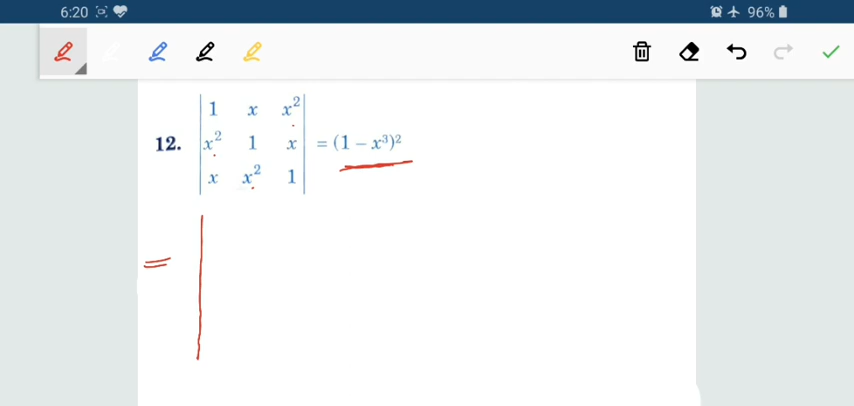 6:20 96%
1 x x²
12. x² 1 x = (1 – x³)²
x x² 1
=